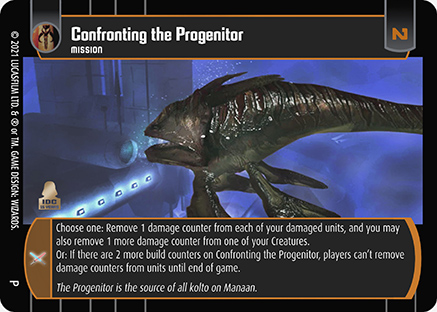 Confronting the Progenitor
MISSION
N
© 2021 LUCASFILM LTD. & ® or TM. GAME DESIGN: WIZARDS.
IDC
P
Choose one: Remove 1 damage counter from each of your damaged units, and you may
also remove 1 more damage counter from one of your Creatures.
Or: If there are 2 more build counters on Confronting the Progenitor, players can't remove
damage counters from units until end of game.
The Progenitor is the source of all kolto on Manaan.